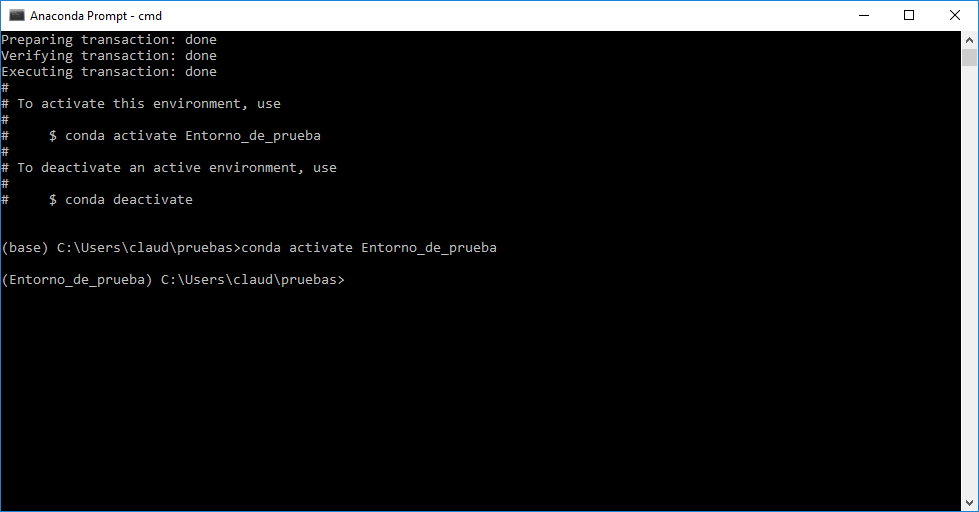 Anaconda Prompt - cmd
Preparing transaction: done
Verifying transaction: done
Executing transaction: done
#
# To activate this environment, use
#
#     $ conda activate Entorno_de_prueba
#
# To deactivate an active environment, use
#
#     $ conda deactivate
(base) C:\Users\claud\pruebas>conda activate Entorno_de_prueba
(Entorno_de_prueba) C:\Users\claud\pruebas>